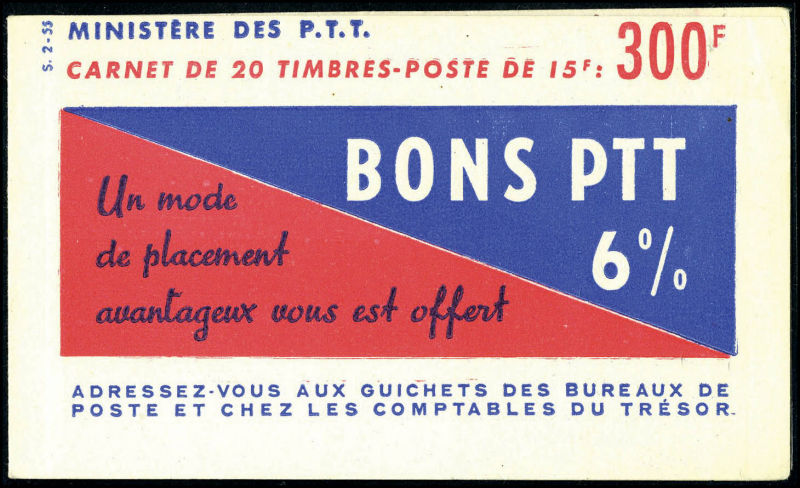 S. 2-55
MINISTÈRE DES P.T.T.
CARNET DE 20 TIMBRES-POSTE DE 15F: 300F
BONS PTT
6%
Un mode
de placement
avantageux vous est offert
ADRESSEZ-VOUS AUX GUICHETS DES BUREAUX DE
POSTE ET CHEZ LES COMPTABLES DU TRÉSOR.